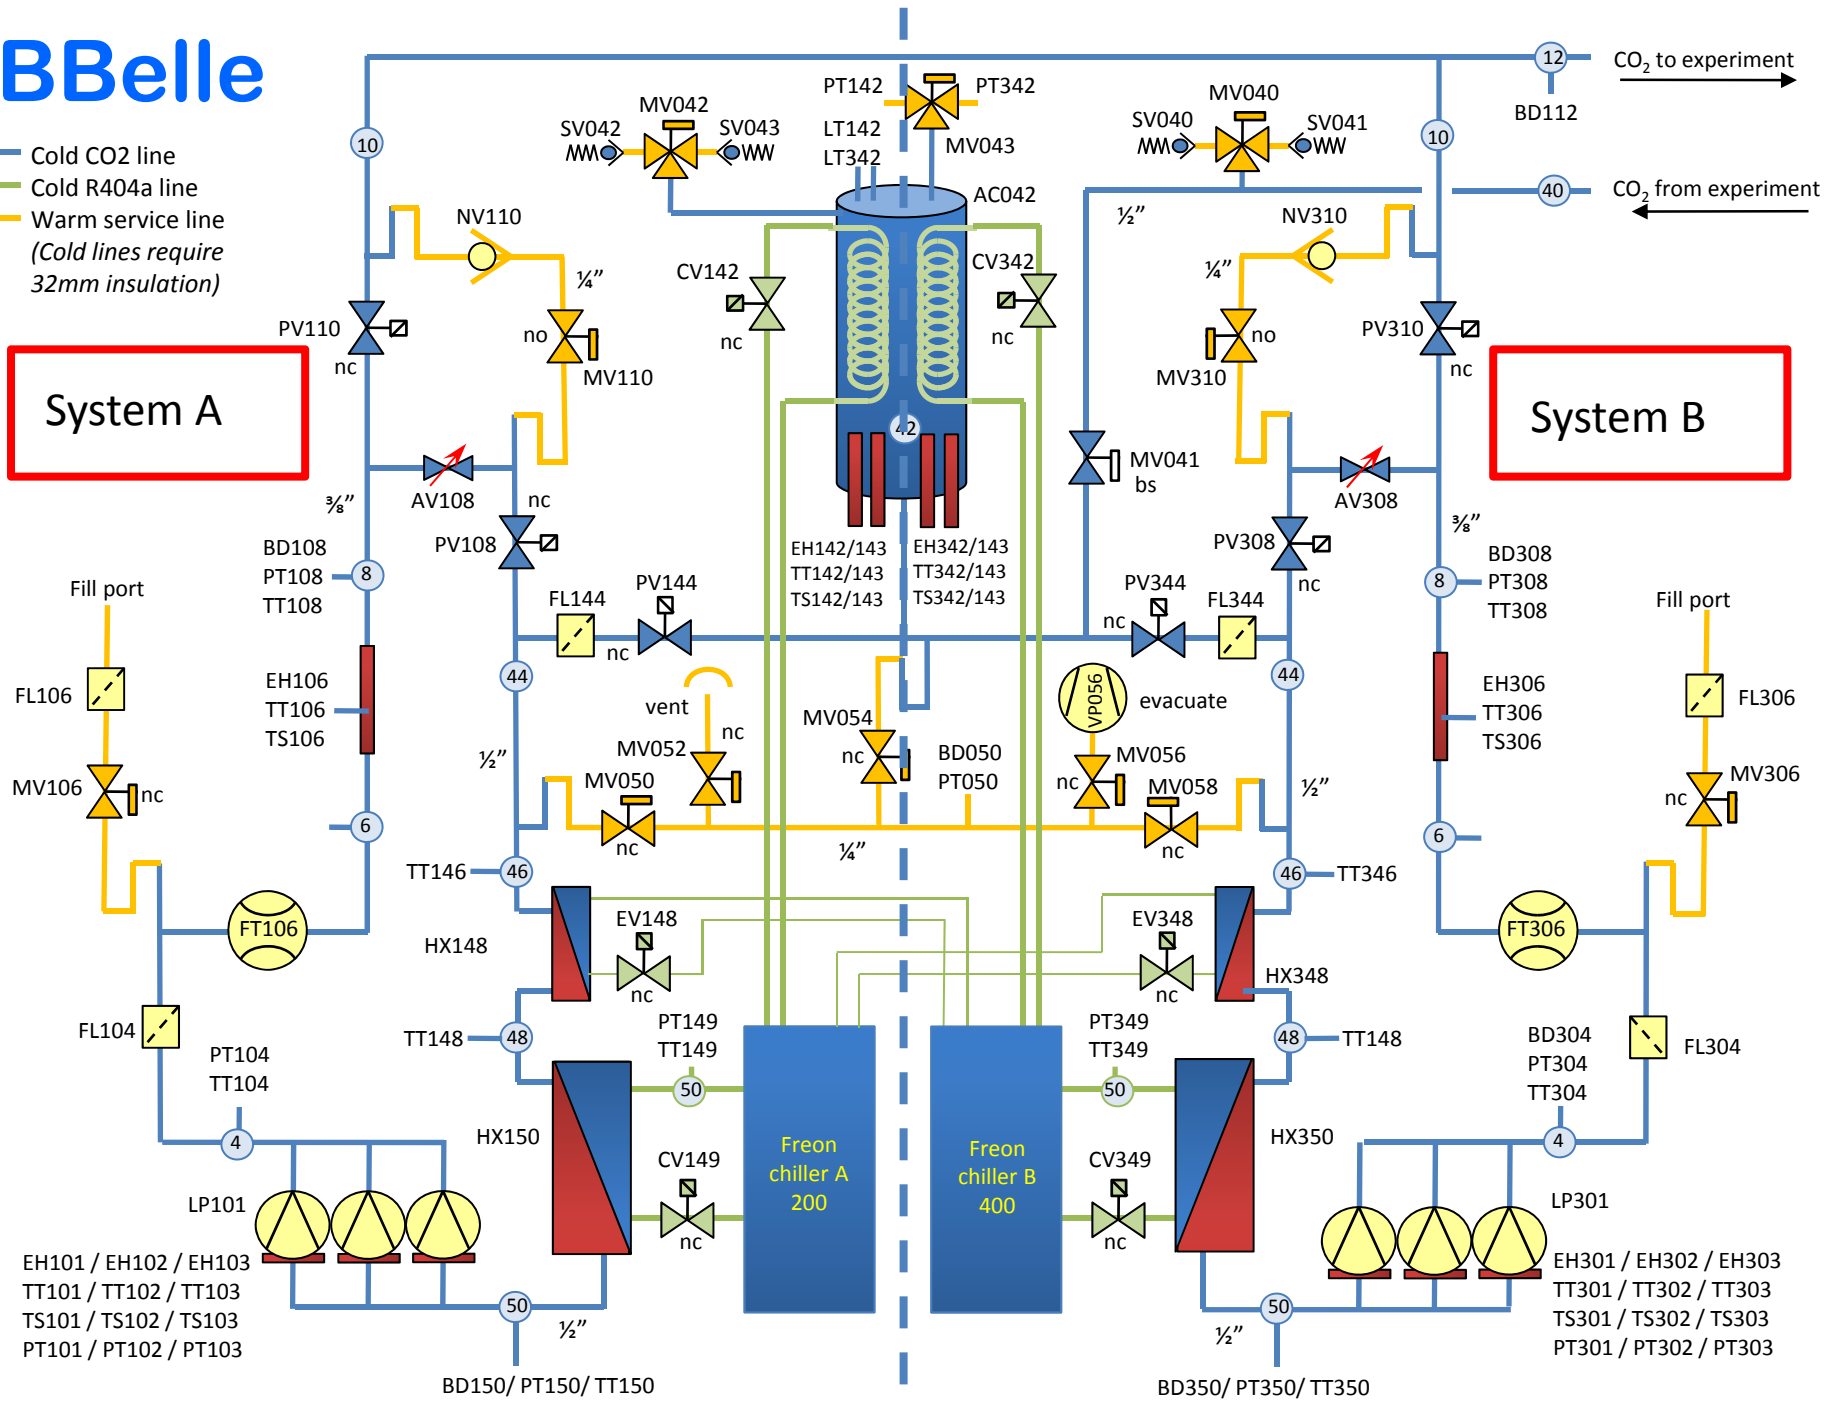 BBelle
Cold CO2 line
Cold R404a line
Warm service line
(Cold lines require
32mm insulation)
System A
System B
12
CO2 to experiment
BD112
40
CO2 from experiment
10
10
MV042
SV042
SV043
PT142
PT342
MV043
LT142
LT342
AC042
MV040
SV040
SV041
½”
NV110
¼”
PV110
nc
no
MV110
CV142
nc
CV342
nc
NV310
¼”
MV310
no
PV310
nc
42
MV041
bs
AV108
nc
PV108
⅜”
AV308
PV308
nc
⅜”
BD108
PT108
TT108
8
EH142/143
TT142/143
TS142/143
EH342/143
TT342/143
TS342/143
8
BD308
PT308
TT308
Fill port
FL106
MV106
nc
EH106
TT106
TS106
6
FL144
PV144
nc
PV344
nc
FL344
44
44
vent
nc
MV052
MV050
nc
MV054
nc
BD050
PT050
VP056
evacuate
MV056
nc
MV058
nc
½”
½”
¼”
EH306
TT306
TS306
6
Fill port
FL306
MV306
nc
TT146
46
46
TT346
FT106
FT306
HX148
EV148
nc
EV348
nc
HX348
FL104
PT104
TT104
4
TT148
48
PT149
TT149
50
PT349
TT349
50
48
TT148
BD304
PT304
TT304
4
FL304
HX150
CV149
nc
Freon
chiller A
200
Freon
chiller B
400
CV349
nc
HX350
LP101
LP301
EH101 / EH102 / EH103
TT101 / TT102 / TT103
TS101 / TS102 / TS103
PT101 / PT102 / PT103
50
½”
BD150/ PT150/ TT150
50
½”
BD350/ PT350/ TT350
EH301 / EH302 / EH303
TT301 / TT302 / TT303
TS301 / TS302 / TS303
PT301 / PT302 / PT303